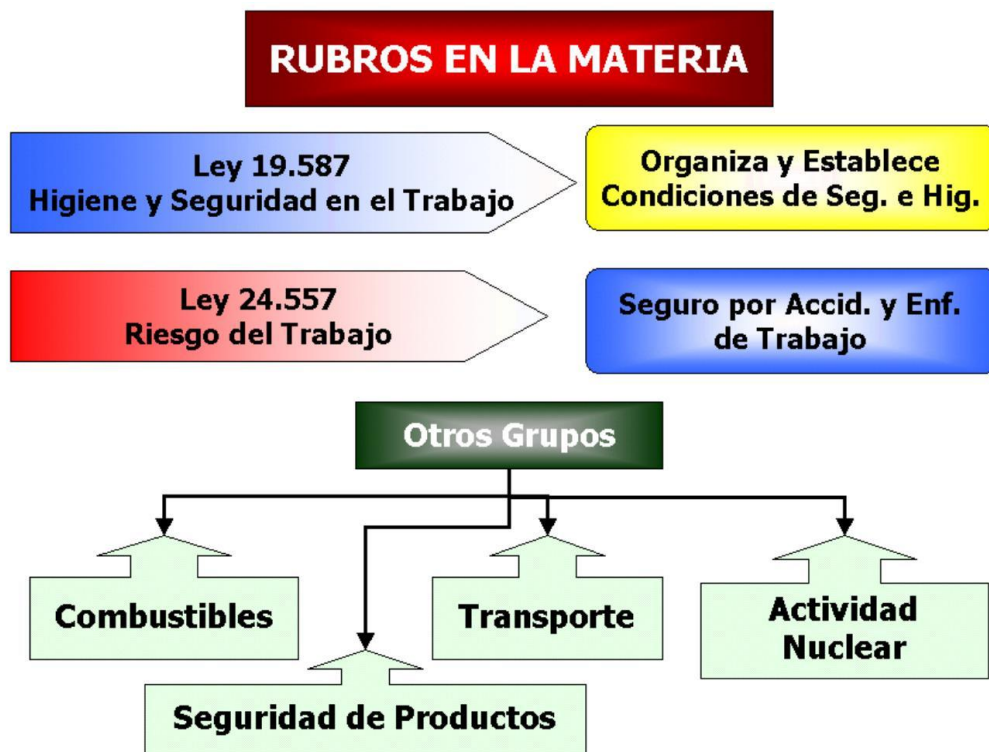 RUBROS EN LA MATERIA
Ley 19.587
Higiene y Seguridad en el Trabajo
Organiza y Establece
Condiciones de Seg. e Hig.
Ley 24.557
Riesgo del Trabajo
Seguro por Accid. y Enf.
de Trabajo
Otros Grupos
Combustibles
Transporte
Actividad
Nuclear
Seguridad de Productos